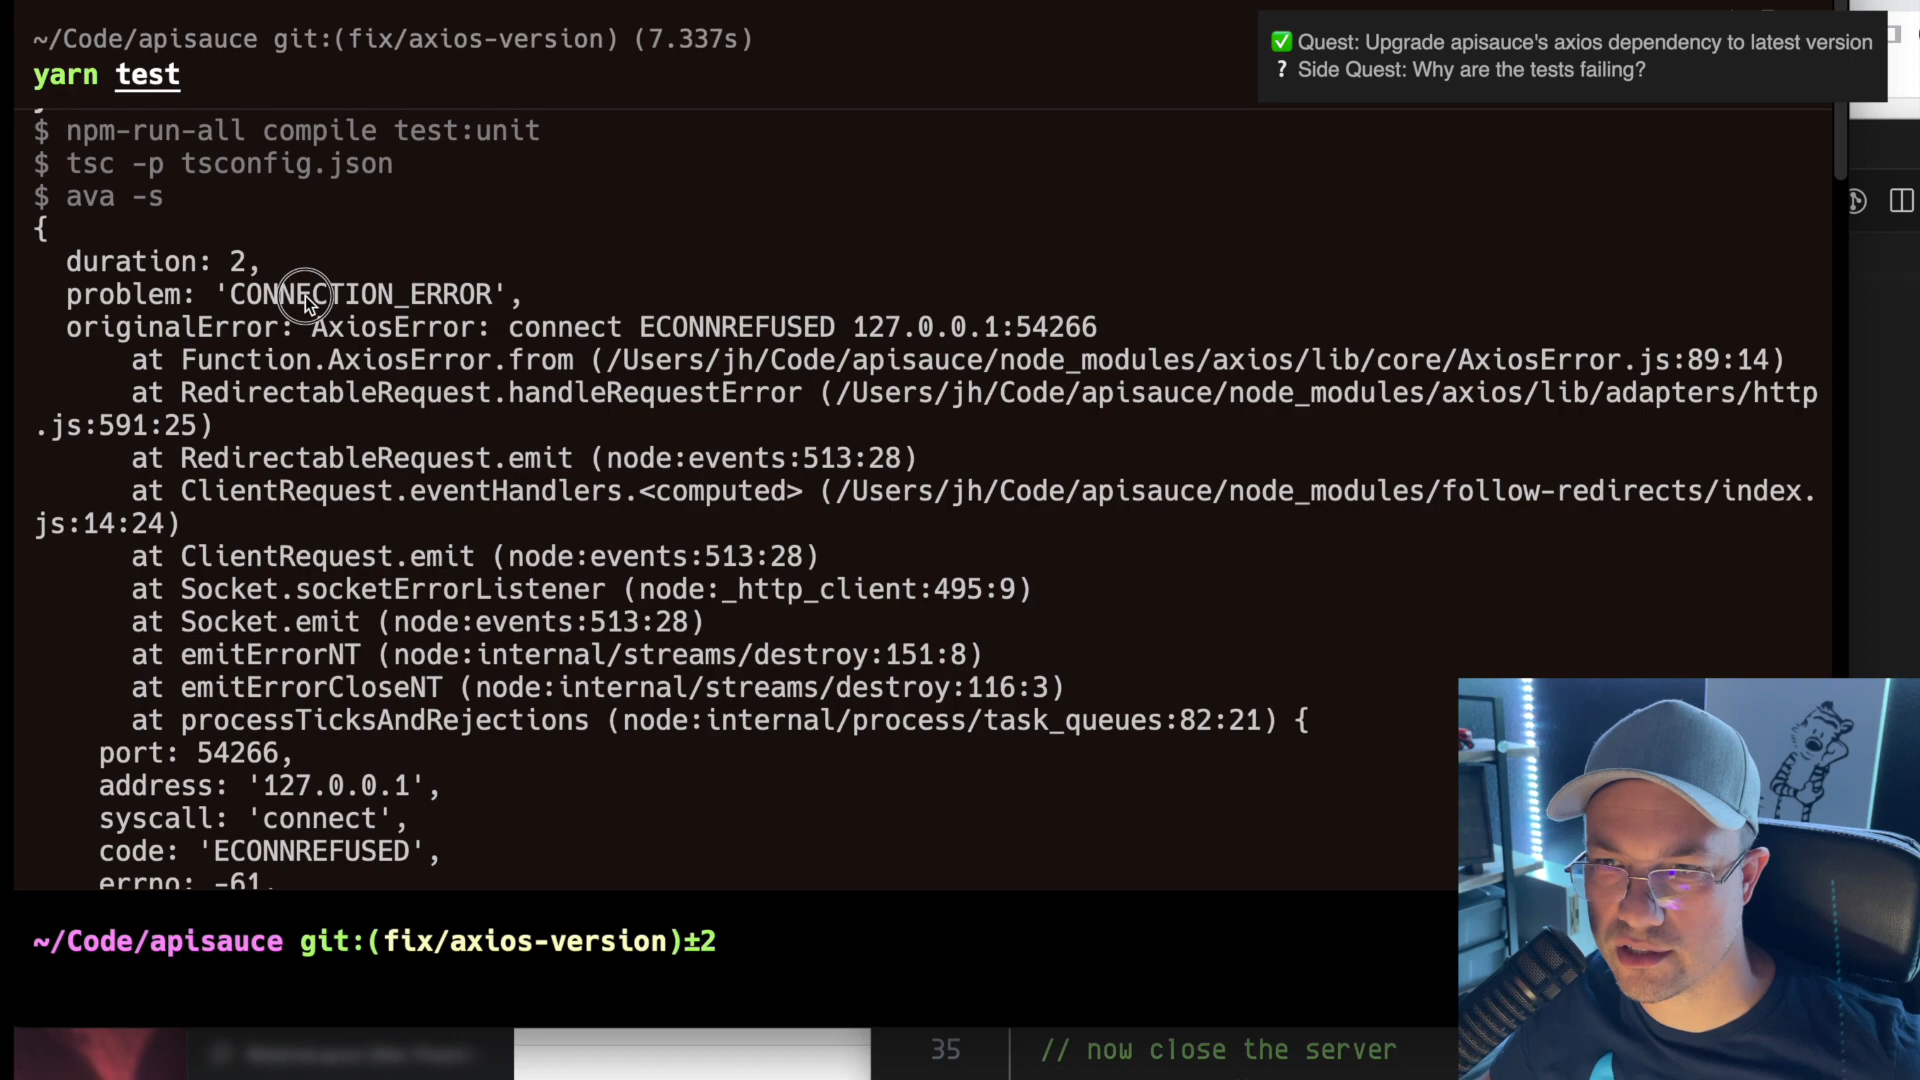 ~/Code/apisauce git:(fix/axios-version) (7.337s)
yarn test
✅ Quest: Upgrade apisauce's axios dependency to latest version
❓ Side Quest: Why are the tests failing?
$ npm-run-all compile test:unit
$ tsc -p tsconfig.json
$ ava -s
{
duration: 2,
problem: 'CONNECTION_ERROR',
originalError: AxiosError: connect ECONNREFUSED 127.0.0.1:54266
at Function.AxiosError.from (/Users/jh/Code/apisauce/node_modules/axios/lib/core/AxiosError.js:89:14)
at RedirectableRequest.handleRequestError (/Users/jh/Code/apisauce/node_modules/axios/lib/adapters/http
.js:591:25)
at RedirectableRequest.emit (node:events:513:28)
at ClientRequest.eventHandlers.<computed> (/Users/jh/Code/apisauce/node_modules/follow-redirects/index.
js:14:24)
at ClientRequest.emit (node:events:513:28)
at Socket.socketErrorListener (node:_http_client:495:9)
at Socket.emit (node:events:513:28)
at emitErrorNT (node:internal/streams/destroy:151:8)
at emitErrorCloseNT (node:internal/streams/destroy:116:3)
at processTicksAndRejections (node:internal/process/task_queues:82:21) {
port: 54266,
address: '127.0.0.1',
syscall: 'connect',
code: 'ECONNREFUSED',
errno: -61,
~/Code/apisauce git:(fix/axios-version)±2
35 // now close the server